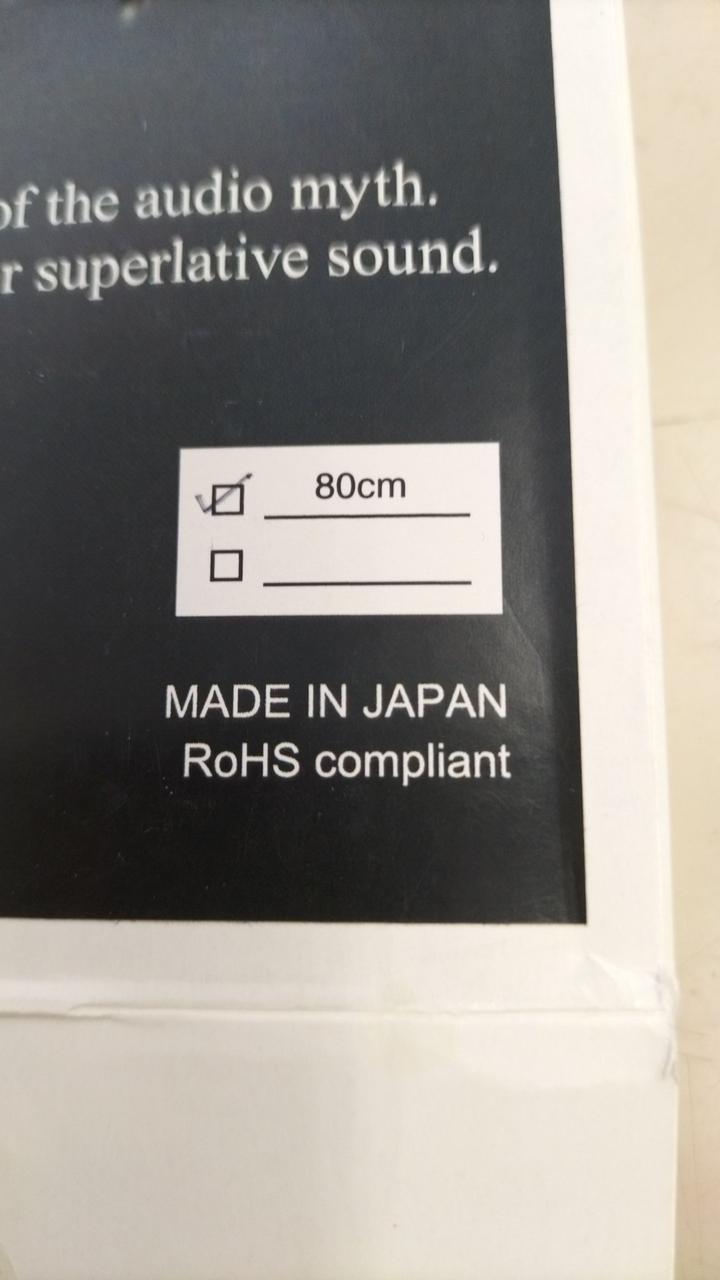 of the audio myth.
r superlative sound.
80cm
MADE IN JAPAN
RoHS compliant